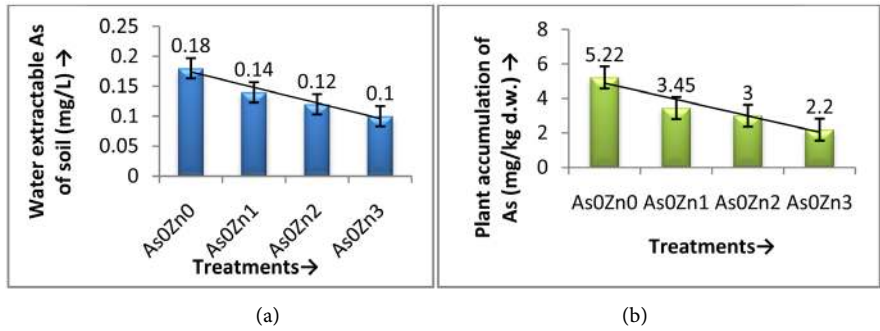 Water extractable As
of soil (mg/L) →
0.25
0.2
0.15
0.1
0.05
0
0.18
0.14
0.12
0.1
As0Zn0
As0Zn1
As0Zn2
As0Zn3
Treatments→
(a)
Plant accumulation of
As (mg/kg d.w.) →
8
6
4
2
0
5.22
3.45
3
2.2
As0Zn0 As0Zn1 As0Zn2 As0Zn3
Treatments→
(b)